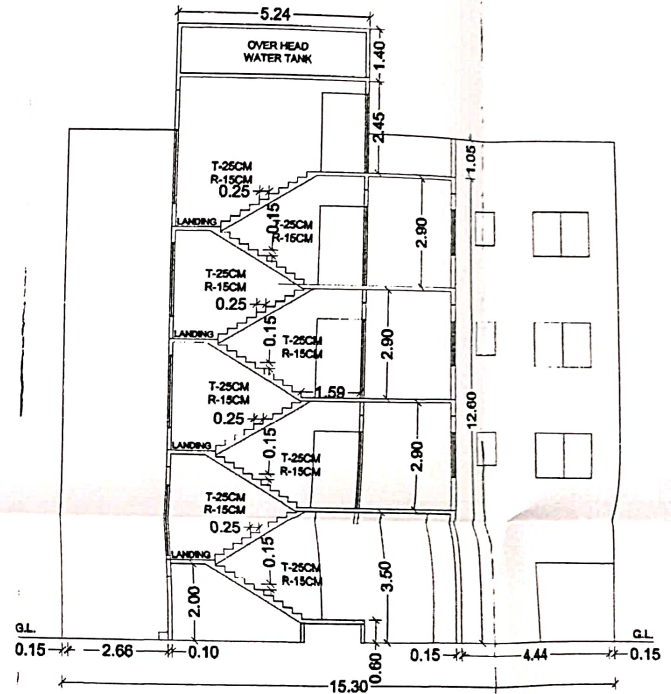 5.24
OVER HEAD
WATER TANK
1.40
2.45
1.05
T-25CM
R-15CM
0.25
LANDING
0.15
T-25CM
R-15CM
2.90
T-25CM
R-15CM
0.25
LANDING
0.15
T-25CM
R-15CM
2.90
1.59
T-25CM
R-15CM
0.25
LANDING
0.15
T-25CM
R-15CM
2.90
12.60
T-25CM
R-15CM
0.25
LANDING
0.15
T-25CM
R-15CM
3.50
2.00
G.L.
G.L.
0.15
2.66
0.10
0.60
0.15
4.44
0.15
15.30